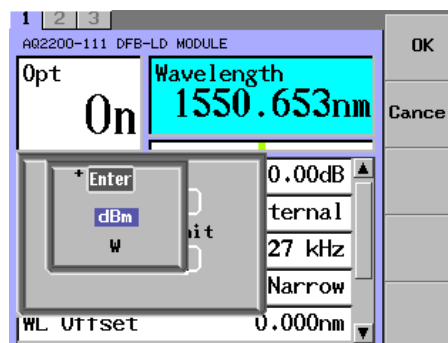 1 2 3
AQ2200-111 DFB-LD MODULE
OK
Opt
On
Wavelength
1550.653nm
Cance
+ Enter
dBm
W
nit
0.00dB
ternal
27 kHz
Narrow
WL Offset 0.000nm